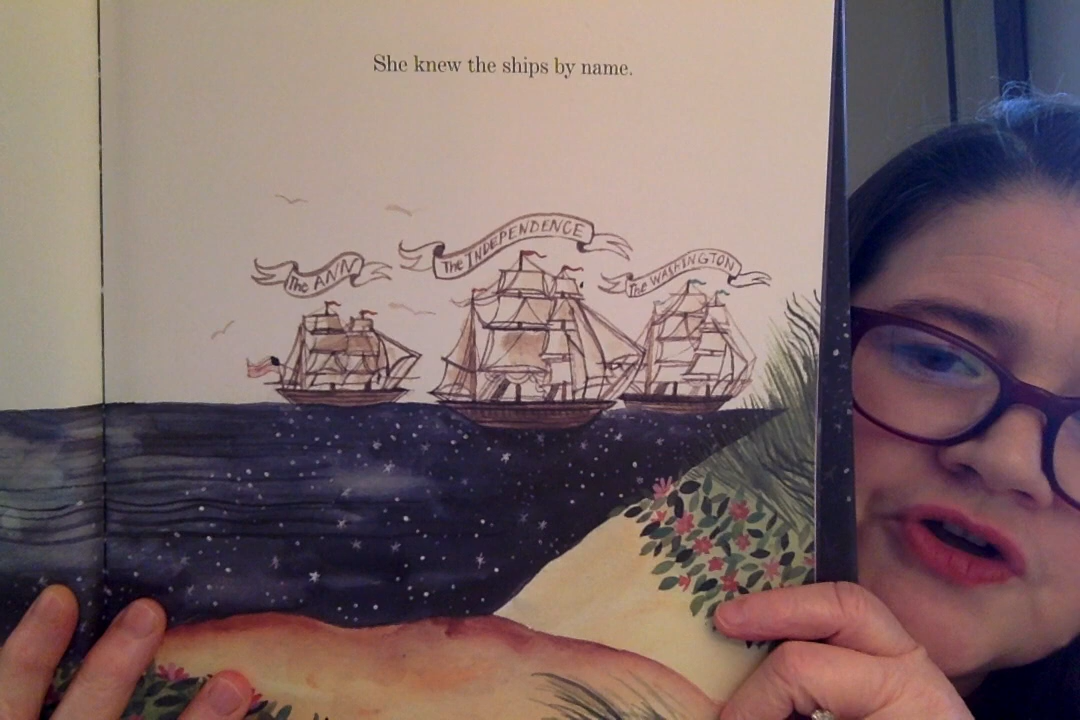 She knew the ships by name.
The ANN
The INDEPENDENCE
The WASHINGTON